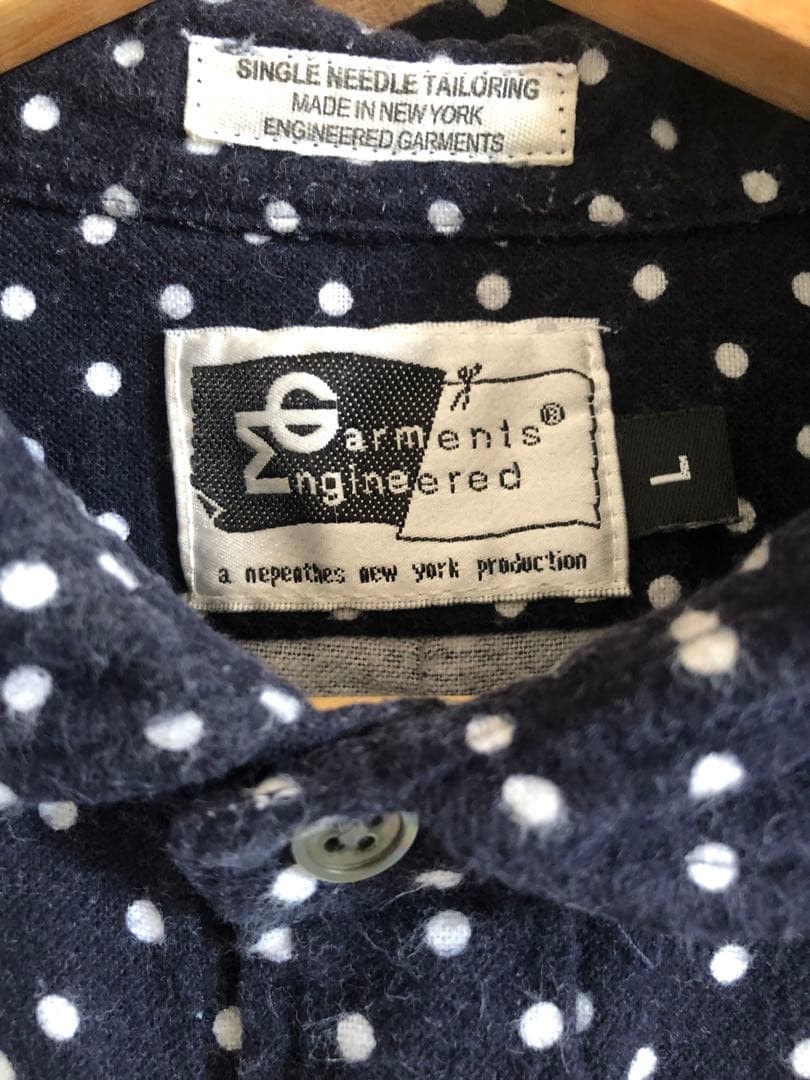 SINGLE NEEDLE TAILORING
MADE IN NEW YORK
ENGINEERED GARMENTS
Garments®
Engineered
a nepenthes new york production
L